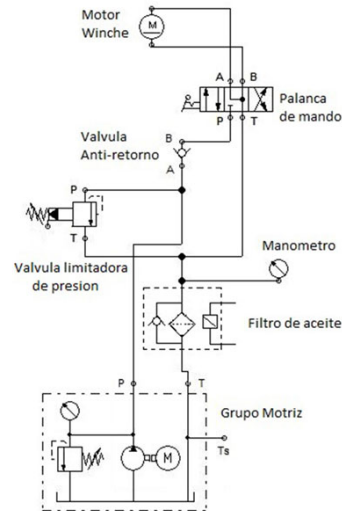 Motor
Winche
M
A B
T
P T
Palanca
de mando
Valvula
Anti-retorno
B
A
P
T
Valvula limitadora
de presion
Manometro
Filtro de aceite
P T
Grupo Motriz
M
Ts